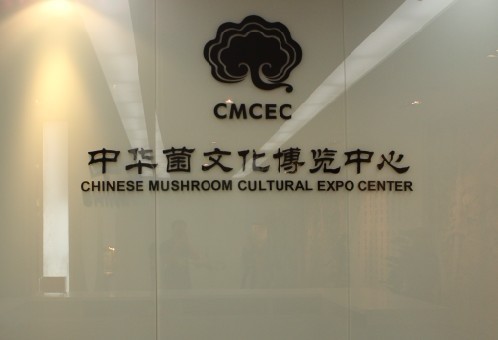 CMCEC
中华菌文化博览中心
CHINESE MUSHROOM CULTURAL EXPO CENTER